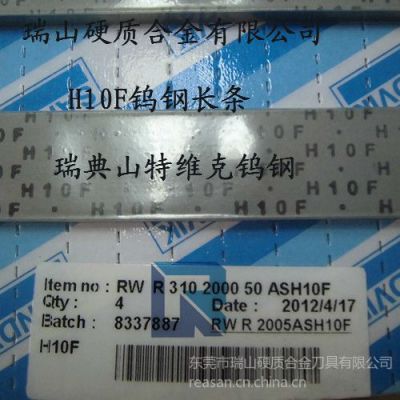 瑞山硬质合金有限公司
H10F钨钢长条
H10F · H10F · H10F
瑞典山特维克钨钢
Item no : RW R 310 2000 50 ASH10F
Qty : 4 Date : 2012/4/17
Batch : 8337887 RW R 2005ASH10F
H10F
东莞市瑞山硬质合金刀具有限公司
reasan.cn.china.cn